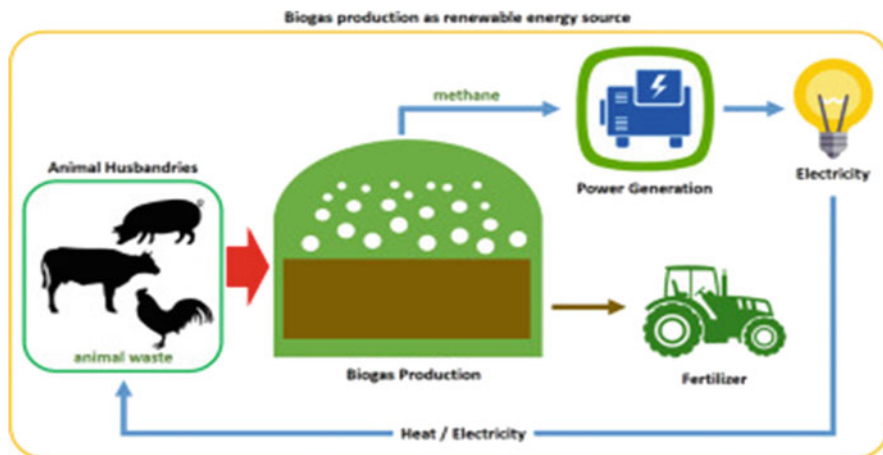 Biogas production as renewable energy source
methane
Animal Husbandries
Power Generation
Electricity
animal waste
Biogas Production
Fertilizer
Heat / Electricity